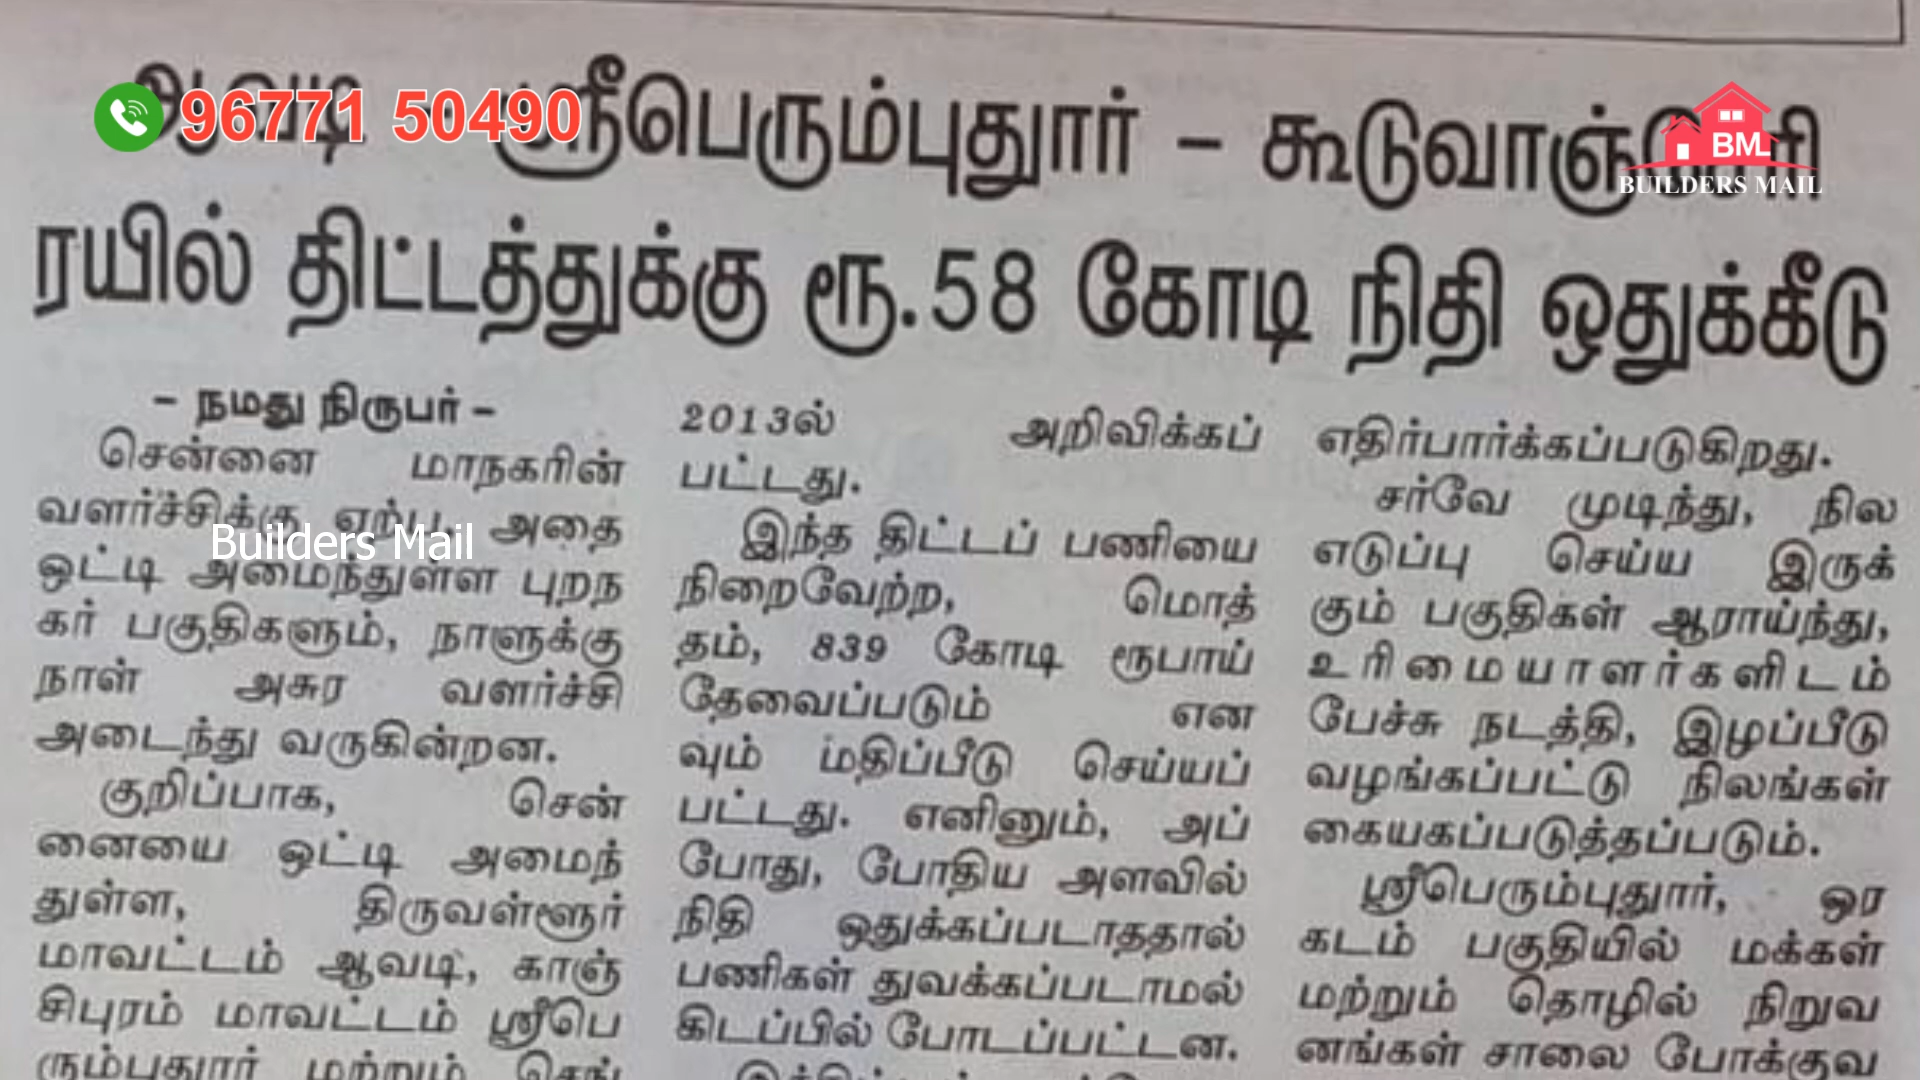 ஆவடி - ஸ்ரீபெரும்புதுார் - கூடுவாஞ்சேரி
96771 50490
BM
BUILDERS MAIL
ரயில் திட்டத்துக்கு ரூ.58 கோடி நிதி ஒதுக்கீடு
– நமது நிருபர் –
சென்னை மாநகரின்
வளர்ச்சிக்கு ஏற்ப, அதை
ஒட்டி அமைந்துள்ள புறந
கர் பகுதிகளும், நாளுக்கு
நாள் அசுர வளர்ச்சி
அடைந்து வருகின்றன.
குறிப்பாக, சென்
னையை ஒட்டி அமைந்
துள்ள, திருவள்ளூர்
மாவட்டம் ஆவடி, காஞ்
சிபுரம் மாவட்டம் ஸ்ரீபெ
ரும்புதுார் மற்றும் செங்
Builders Mail
2013ல் அறிவிக்கப்
பட்டது.
இந்த திட்டப் பணியை
நிறைவேற்ற, மொத்
தம், 839 கோடி ரூபாய்
தேவைப்படும் என
வும் மதிப்பீடு செய்யப்
பட்டது. எனினும், அப்
போது, போதிய அளவில்
நிதி ஒதுக்கப்படாததால்
பணிகள் துவக்கப்படாமல்
கிடப்பில் போடப்பட்டன.
எதிர்பார்க்கப்படுகிறது.
சர்வே முடிந்து, நில
எடுப்பு செய்ய இருக்
கும் பகுதிகள் ஆராய்ந்து,
உரிமையாளர்களிடம்
பேச்சு நடத்தி, இழப்பீடு
வழங்கப்பட்டு நிலங்கள்
கையகப்படுத்தப்படும்.
ஸ்ரீபெரும்புதுார், ஒர
கடம் பகுதியில் மக்கள்
மற்றும் தொழில் நிறுவ
னங்கள் சாலை போக்குவ